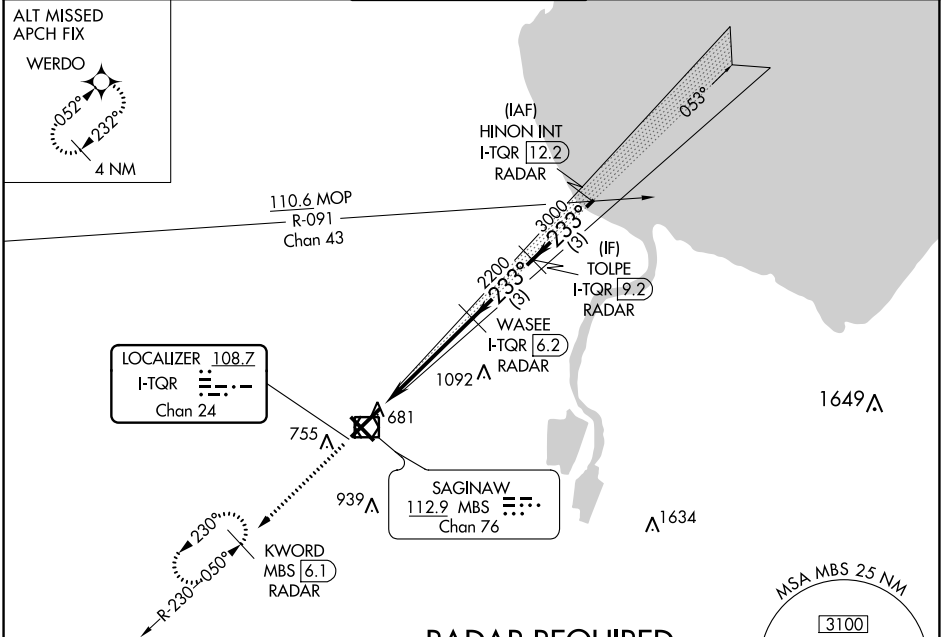 ALT MISSED
APCH FIX
WERDO
052°
232°
4 NM
053°
(IAF)
HINON INT
I-TQR 12.2
RADAR
110.6 MOP
R-091
Chan 43
3000
233°
(3)
(IF)
TOLPE
I-TQR 9.2
RADAR
2200
233°
(3)
WASEE
I-TQR 6.2
RADAR
LOCALIZER 108.7
I-TQR
Chan 24
1092
1649
681
755
SAGINAW
112.9 MBS
Chan 76
939
1634
230°
050°
R-230
KWORD
MBS 6.1
RADAR
MSA MBS 25 NM
3100